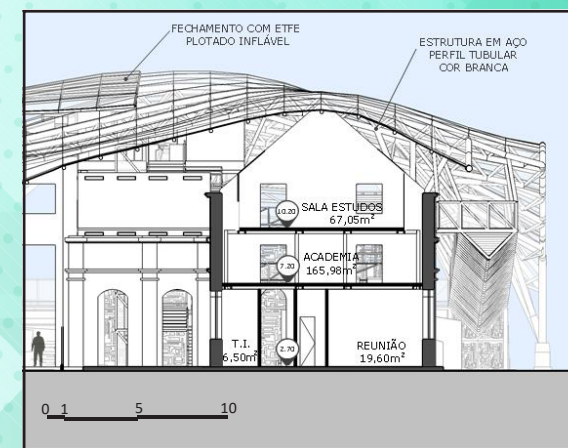 FECHAMENTO COM ETFE
PLOTADO INFLÁVEL
ESTRUTURA EM AÇO
PERFIL TUBULAR
COR BRANCA
10.20
SALA ESTUDOS
67,05m²
7.20
ACADEMIA
165,98m²
T.I.
6,50m²
2.70
REUNIÃO
19,60m²
0 1 5 10